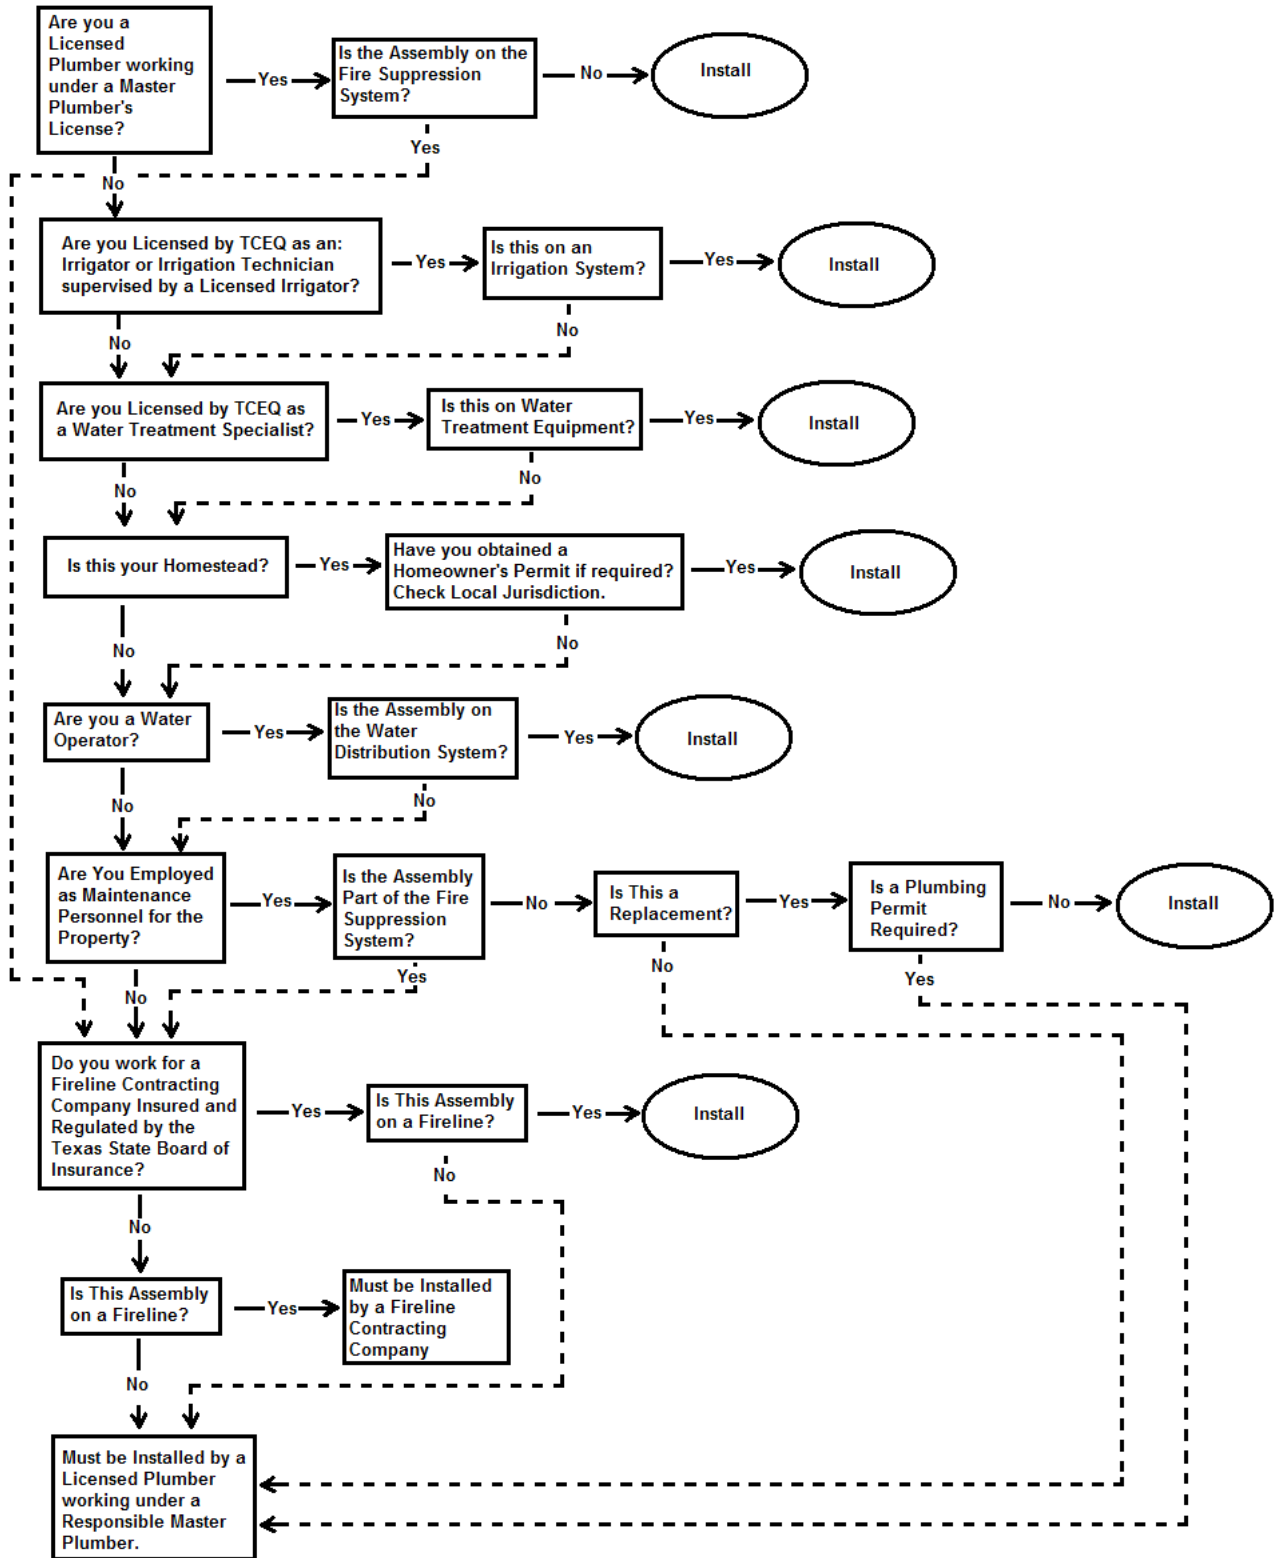 Are you a
Licensed
Plumber working
under a Master
Plumber's
License?
Yes
Is the Assembly on the
Fire Suppression
System?
No
Install
Yes
No
Are you Licensed by TCEQ as an:
Irrigator or Irrigation Technician
supervised by a Licensed Irrigator?
Yes
Is this on an
Irrigation System?
Yes
Install
No
No
Are you Licensed by TCEQ as
a Water Treatment Specialist?
Yes
Is this on Water
Treatment Equipment?
Yes
Install
No
No
Is this your Homestead?
Yes
Have you obtained a
Homeowner's Permit if required?
Check Local Jurisdiction.
Yes
Install
No
No
Are you a Water
Operator?
Yes
Is the Assembly on
the Water
Distribution System?
Yes
Install
No
No
Are You Employed
as Maintenance
Personnel for the
Property?
Yes
Is the Assembly
Part of the Fire
Suppression
System?
No
Is This a
Replacement?
Yes
Is a Plumbing
Permit
Required?
No
Install
No
Yes
No
Yes
Do you work for a
Fireline Contracting
Company Insured and
Regulated by the
Texas State Board of
Insurance?
Yes
Is This Assembly
on a Fireline?
Yes
Install
No
No
Is This Assembly
on a Fireline?
Yes
Must be Installed
by a Fireline
Contracting
Company
No
Must be Installed by a
Licensed Plumber
working under a
Responsible Master
Plumber.